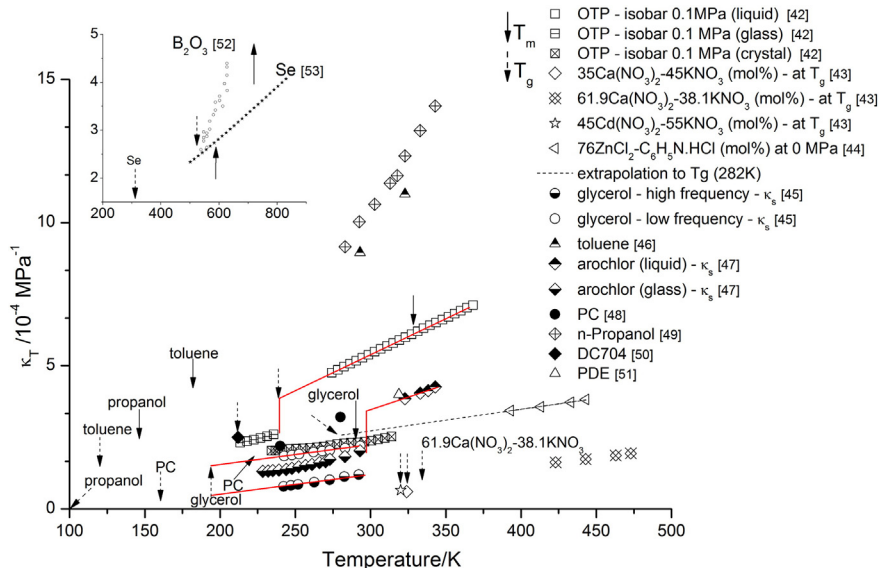 OTP - isobar 0.1MPa (liquid) [42]
OTP - isobar 0.1 MPa (glass) [42]
OTP - isobar 0.1 MPa (crystal) [42]
35Ca(NO₃)₂-45KNO₃ (mol%) - at T_g [43]
61.9Ca(NO₃)₂-38.1KNO₃ (mol%) - at T_g [43]
45Cd(NO₃)₂-55KNO₃ (mol%) - at T_g [43]
76ZnCl₂-C₆H₅N.HCl (mol%) at 0 MPa [44]
extrapolation to Tg (282K)
glycerol - high frequency - κ_s [45]
glycerol - low frequency - κ_s [45]
toluene [46]
arochlor (liquid) - κ_s [47]
arochlor (glass) - κ_s [47]
PC [48]
n-Propanol [49]
DC704 [50]
PDE [51]
T_m
T_g
B₂O₃ [52]
Se [53]
Se
4
3
2
200
400
600
800
15
10
5
0
κ_T /10⁻⁴ MPa⁻¹
toluene
propanol
toluene
PC
propanol
glycerol
PC
glycerol
61.9Ca(NO₃)₂-38.1KNO₃
100
150
200
250
300
350
400
450
500
Temperature/K